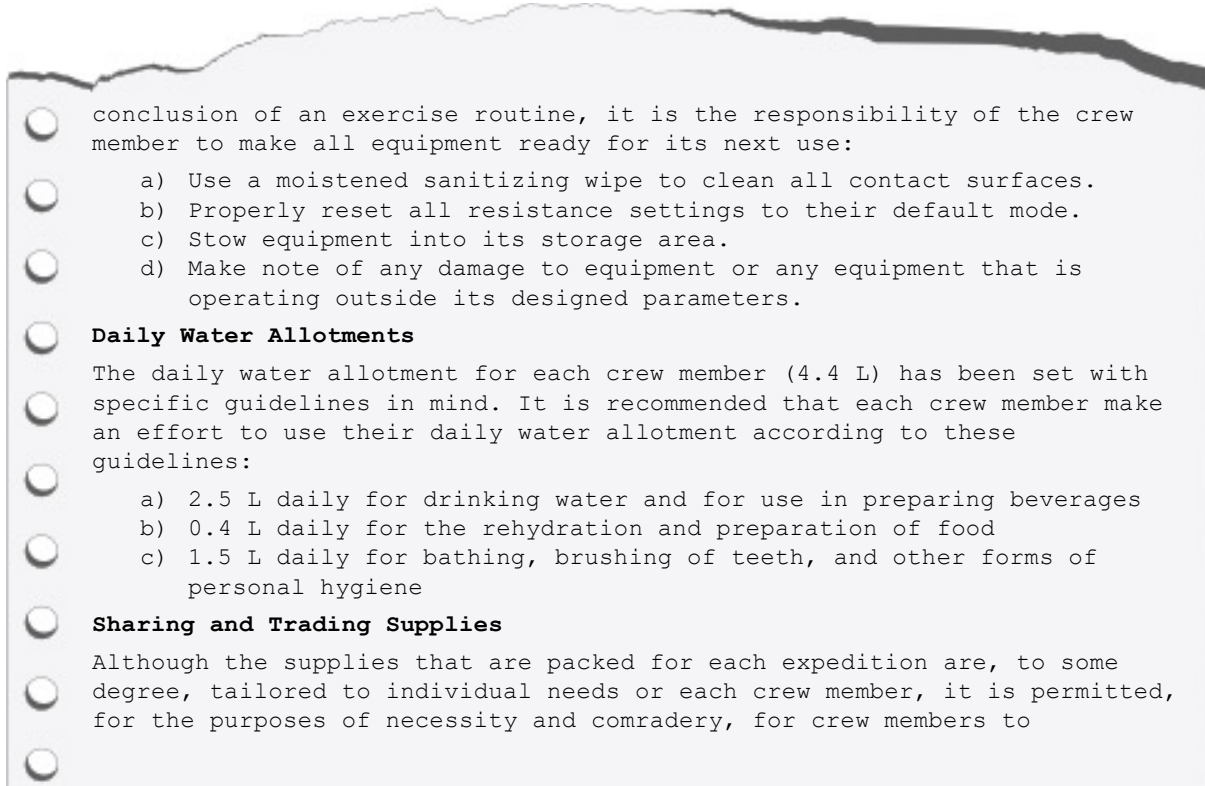 conclusion of an exercise routine, it is the responsibility of the crew
member to make all equipment ready for its next use:
a) Use a moistened sanitizing wipe to clean all contact surfaces.
b) Properly reset all resistance settings to their default mode.
c) Stow equipment into its storage area.
d) Make note of any damage to equipment or any equipment that is
operating outside its designed parameters.
Daily Water Allotments
The daily water allotment for each crew member (4.4 L) has been set with
specific guidelines in mind. It is recommended that each crew member make
an effort to use their daily water allotment according to these
guidelines:
a) 2.5 L daily for drinking water and for use in preparing beverages
b) 0.4 L daily for the rehydration and preparation of food
c) 1.5 L daily for bathing, brushing of teeth, and other forms of
personal hygiene
Sharing and Trading Supplies
Although the supplies that are packed for each expedition are, to some
degree, tailored to individual needs or each crew member, it is permitted,
for the purposes of necessity and comradery, for crew members to